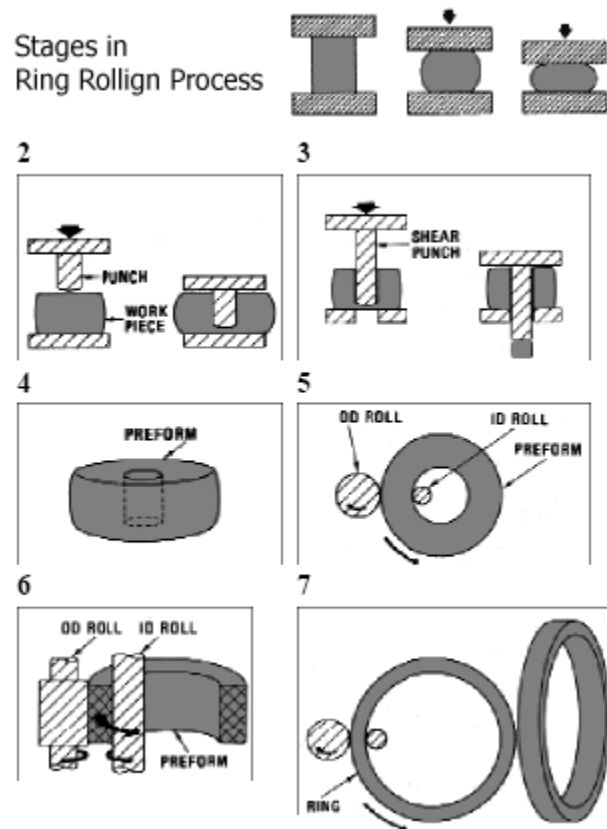 Stages in
Ring Rollign Process
2
3
PUNCH
WORK
PIECE
SHEAR
PUNCH
4
5
PREFORM
OD ROLL
ID ROLL
PREFORM
6
7
OD ROLL
ID ROLL
PREFORM
RING